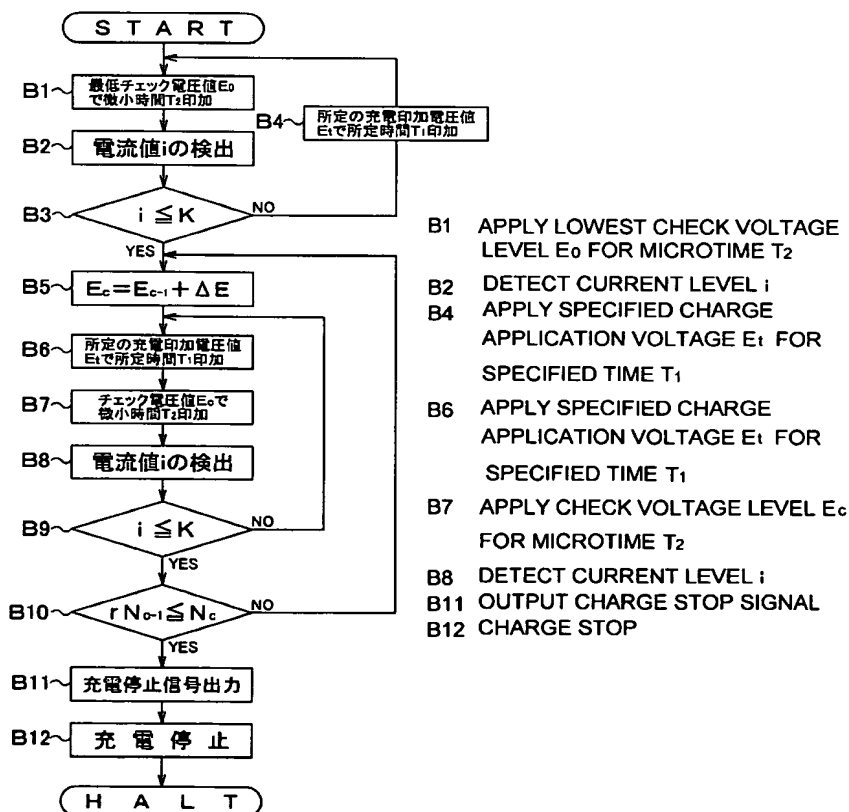 START
B1 最低チェック電圧値E₀
で微小時間T₂印加
B4 所定の充電印加電圧値
Etで所定時間T₁印加
B2 電流値iの検出
B3 i≦K NO
YES
B5 Ec=Ec-1+ΔE
B6 所定の充電印加電圧値
Etで所定時間T₁印加
B7 チェック電圧値Ecで
微小時間T₂印加
B8 電流値iの検出
B9 i≦K NO
YES
B10 rNc-1≦Nc NO
YES
B11 充電停止信号出力
B12 充電停止
HALT
B1 APPLY LOWEST CHECK VOLTAGE
LEVEL E₀ FOR MICROTIME T₂
B2 DETECT CURRENT LEVEL i
B4 APPLY SPECIFIED CHARGE
APPLICATION VOLTAGE Et FOR
SPECIFIED TIME T₁
B6 APPLY SPECIFIED CHARGE
APPLICATION VOLTAGE Et FOR
SPECIFIED TIME T₁
B7 APPLY CHECK VOLTAGE LEVEL Ec
FOR MICROTIME T₂
B8 DETECT CURRENT LEVEL i
B11 OUTPUT CHARGE STOP SIGNAL
B12 CHARGE STOP